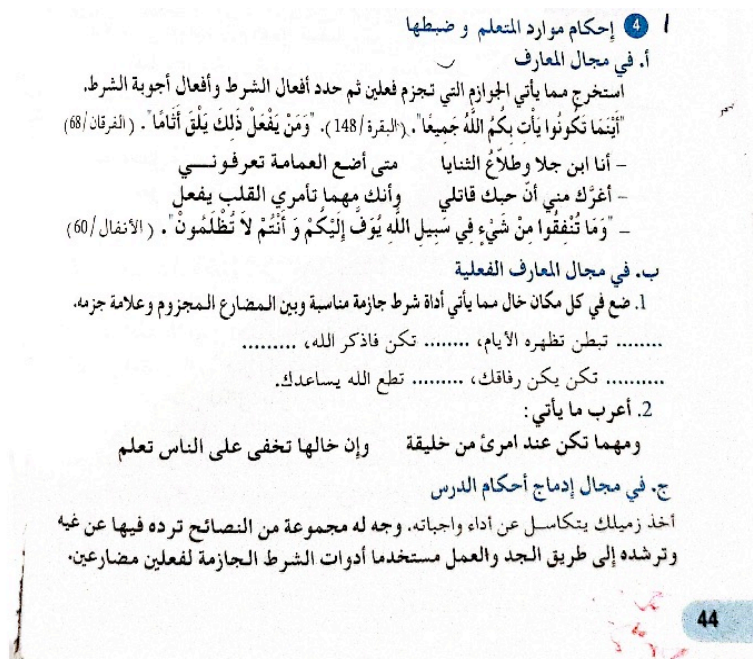 4 إحكام موارد المتعلم و ضبطها
أ. في مجال المعارف
استخرج مما يأتي الجوازم التي تجزم فعلين ثم حدد أفعال الشرط وأفعال أجوبة الشرط.
"أَيْنَمَا تَكُونُوا يَأْتِ بِكُمُ اللَّهُ جَمِيعًا". (البقرة/148). "وَمَنْ يَفْعَلْ ذَلِكَ يَلْقَ أَثَامًا". (الفرقان/68)
– أنا ابن جلا وطلاّعُ الثنايا متى أضع العمامة تعرفونـــي
– أغرَّك مني أنّ حبك قاتلي وأنك مهما تأمري القلب يفعل
– "وَمَا تُنْفِقُوا مِنْ شَيْءٍ فِي سَبِيلِ اللَّهِ يُوَفَّ إِلَيْكُمْ وَ أَنْتُمْ لاَ تُظْلَمُونْ". (الأنفال/60)
ب. في مجال المعارف الفعلية
1. ضع في كل مكان خال مما يأتي أداة شرط جازمة مناسبة وبين المضارع المجزوم وعلامة جزمه.
........ تبطن تظهره الأيام، ........ تكن فاذكر الله، .........
.......... تكن يكن رفاقك، ......... تطع الله يساعدك.
2. أعرب ما يأتي:
ومهما تكن عند امرئ من خليقة وإن خالها تخفى على الناس تعلم
ج. في مجال إدماج أحكام الدرس
أخذ زميلك يتكاسل عن أداء واجباته. وجه له مجموعة من النصائح ترده فيها عن غيه
وترشده إلى طريق الجد والعمل مستخدما أدوات الشرط الجازمة لفعلين مضارعين.
44